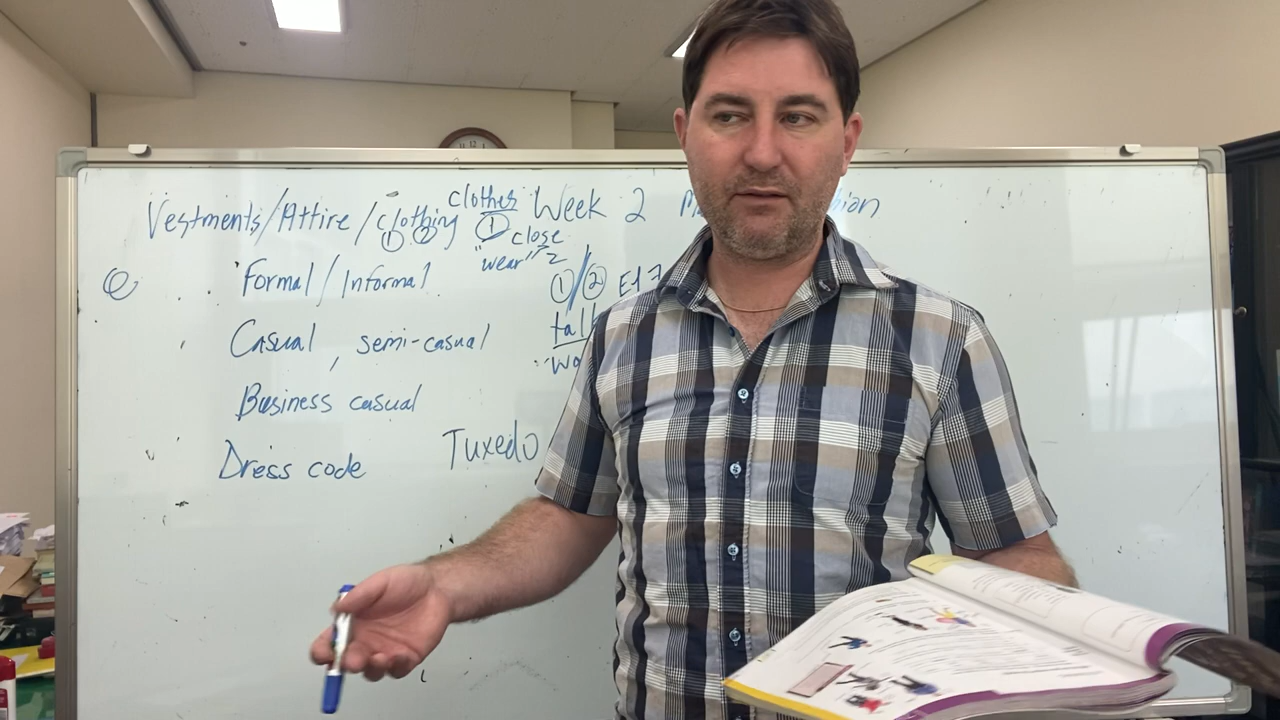 Vestments/Attire/clothing clothes Week 2
① ② ① close
"wear" 2
Formal/Informal ①/②
Casual, semi-casual
Business casual
Dress code Tuxedo